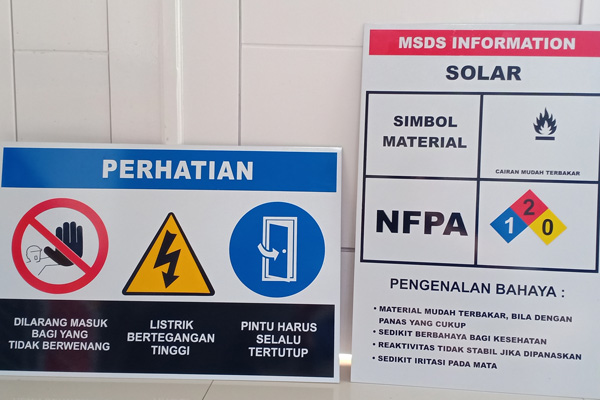 PERHATIAN
DILARANG MASUK
BAGI YANG
TIDAK BERWENANG
LISTRIK
BERTEGANGAN
TINGGI
PINTU HARUS
SELALU
TERTUTUP
MSDS INFORMATION
SOLAR
SIMBOL
MATERIAL
CAIRAN MUDAH TERBAKAR
NFPA
2
1
0
PENGENALAN BAHAYA :
• MATERIAL MUDAH TERBAKAR, BILA DENGAN
PANAS YANG CUKUP
• SEDIKIT BERBAHAYA BAGI KESEHATAN
• REAKTIVITAS TIDAK STABIL JIKA DIPANASKAN
• SEDIKIT IRITASI PADA MATA